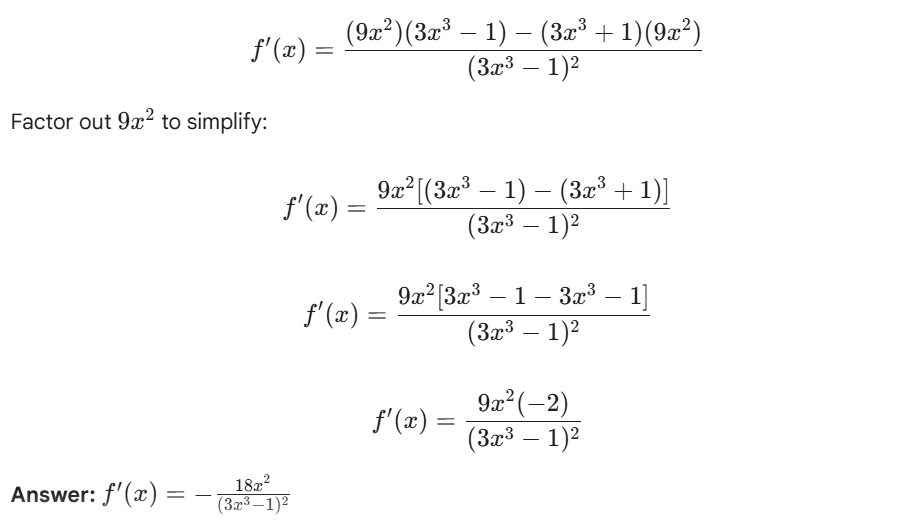 f′(x) = \frac{(9x^2)(3x^3 − 1) − (3x^3 + 1)(9x^2)}{(3x^3 − 1)^2}
Factor out 9x^2 to simplify:
f′(x) = \frac{9x^2[(3x^3 − 1) − (3x^3 + 1)]}{(3x^3 − 1)^2}
f′(x) = \frac{9x^2[3x^3 − 1 − 3x^3 − 1]}{(3x^3 − 1)^2}
f′(x) = \frac{9x^2(−2)}{(3x^3 − 1)^2}
Answer: f′(x) = −\frac{18x^2}{(3x^3−1)^2}